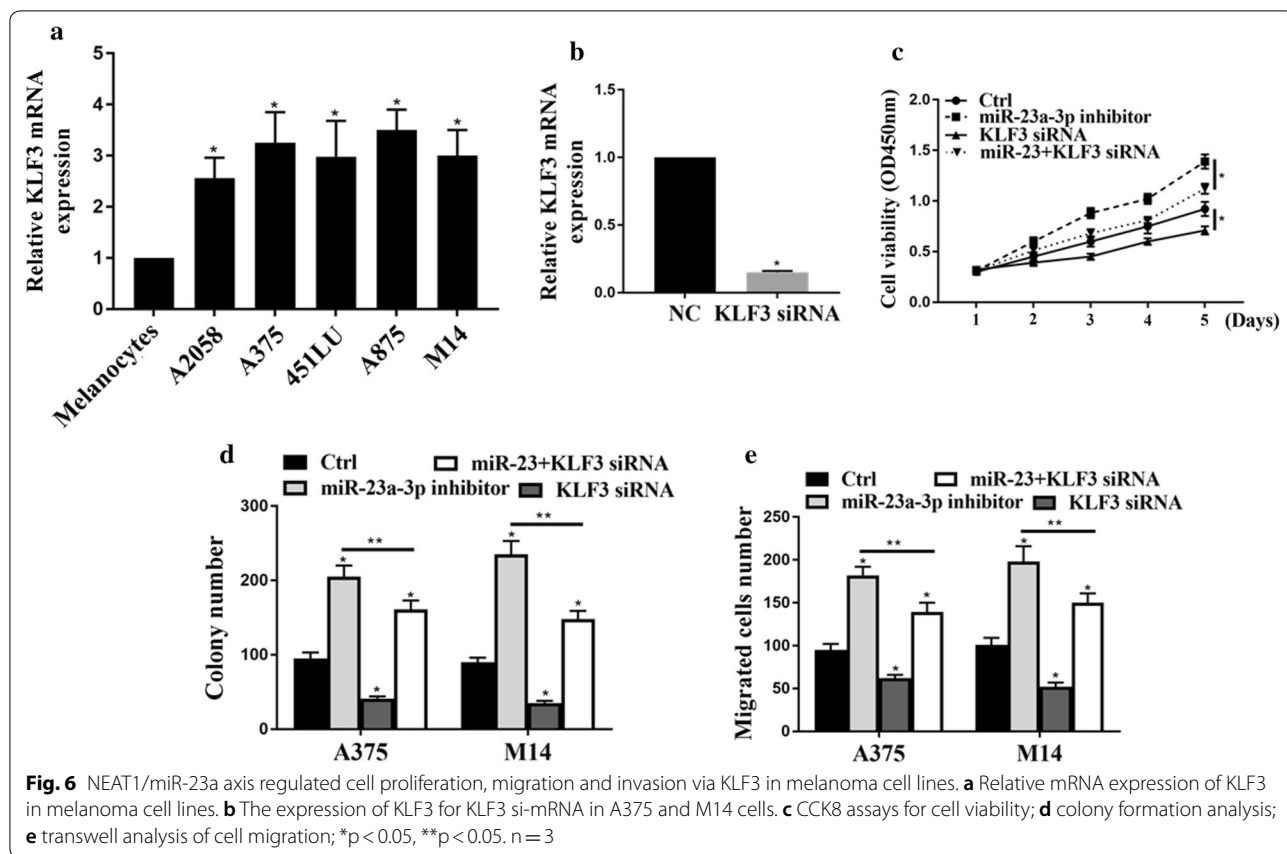 a
Relative KLF3 mRNA
expression
5
4
3
2
1
0
*
*
*
*
*
Melanocytes
A2058
A375
451LU
A875
M14
b
Relative KLF3 mRNA
expression
1.5
1.0
0.5
0.0
*
NC
KLF3 siRNA
c
Cell viability (OD450nm)
2.0
1.5
1.0
0.5
0.0
Ctrl
miR-23a-3p inhibitor
KLF3 siRNA
miR-23+KLF3 siRNA
*
*
1 2 3 4 5 (Days)
d
Ctrl
miR-23+KLF3 siRNA
miR-23a-3p inhibitor
KLF3 siRNA
Colony number
300
200
100
0
**
*
*
*
**
*
*
*
A375
M14
e
Ctrl
miR-23+KLF3 siRNA
miR-23a-3p inhibitor
KLF3 siRNA
Migrated cells number
250
200
150
100
50
0
**
*
*
*
**
*
*
*
A375
M14
Fig. 6 NEAT1/miR-23a axis regulated cell proliferation, migration and invasion via KLF3 in melanoma cell lines. a Relative mRNA expression of KLF3
in melanoma cell lines. b The expression of KLF3 for KLF3 si-mRNA in A375 and M14 cells. c CCK8 assays for cell viability; d colony formation analysis;
e transwell analysis of cell migration; *p < 0.05, **p < 0.05. n = 3